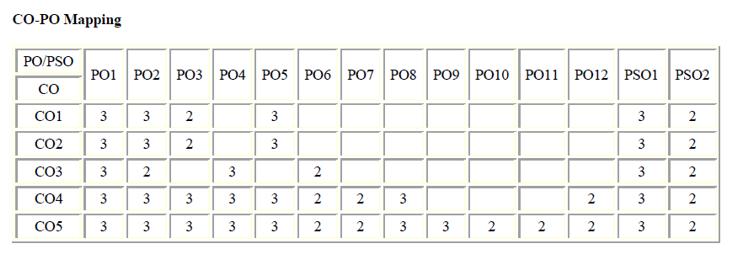 CO-PO Mapping
PO/PSO
CO PO1 PO2 PO3 PO4 PO5 PO6 PO7 PO8 PO9 PO10 PO11 PO12 PSO1 PSO2
CO1 3 3 2 3 3 2
CO2 3 3 2 3 3 2
CO3 3 2 3 2 3 2
CO4 3 3 3 3 3 2 2 3 2 3 2
CO5 3 3 3 3 3 2 2 3 3 2 2 2 3 2